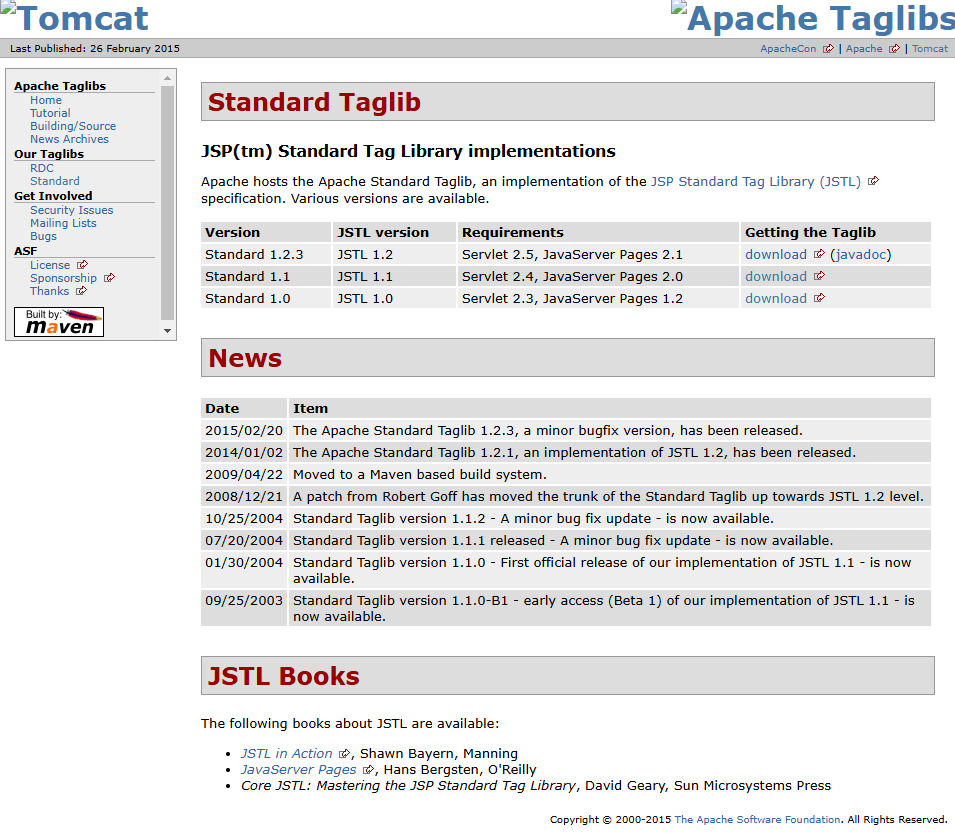 Tomcat Apache Taglibs
Last Published: 26 February 2015 ApacheCon | Apache | Tomcat
Apache Taglibs
Home
Tutorial
Building/Source
News Archives
Our Taglibs
RDC
Standard
Get Involved
Security Issues
Mailing Lists
Bugs
ASF
License
Sponsorship
Thanks
Built by:
maven
Standard Taglib
JSP(tm) Standard Tag Library implementations
Apache hosts the Apache Standard Taglib, an implementation of the JSP Standard Tag Library (JSTL)
specification. Various versions are available.
Version JSTL version Requirements Getting the Taglib
Standard 1.2.3 JSTL 1.2 Servlet 2.5, JavaServer Pages 2.1 download (javadoc)
Standard 1.1 JSTL 1.1 Servlet 2.4, JavaServer Pages 2.0 download
Standard 1.0 JSTL 1.0 Servlet 2.3, JavaServer Pages 1.2 download
News
Date Item
2015/02/20 The Apache Standard Taglib 1.2.3, a minor bugfix version, has been released.
2014/01/02 The Apache Standard Taglib 1.2.1, an implementation of JSTL 1.2, has been released.
2009/04/22 Moved to a Maven based build system.
2008/12/21 A patch from Robert Goff has moved the trunk of the Standard Taglib up towards JSTL 1.2 level.
10/25/2004 Standard Taglib version 1.1.2 - A minor bug fix update - is now available.
07/20/2004 Standard Taglib version 1.1.1 released - A minor bug fix update - is now available.
01/30/2004 Standard Taglib version 1.1.0 - First official release of our implementation of JSTL 1.1 - is now
available.
09/25/2003 Standard Taglib version 1.1.0-B1 - early access (Beta 1) of our implementation of JSTL 1.1 - is
now available.
JSTL Books
The following books about JSTL are available:
• JSTL in Action, Shawn Bayern, Manning
• JavaServer Pages, Hans Bergsten, O'Reilly
• Core JSTL: Mastering the JSP Standard Tag Library, David Geary, Sun Microsystems Press
Copyright © 2000-2015 The Apache Software Foundation. All Rights Reserved.